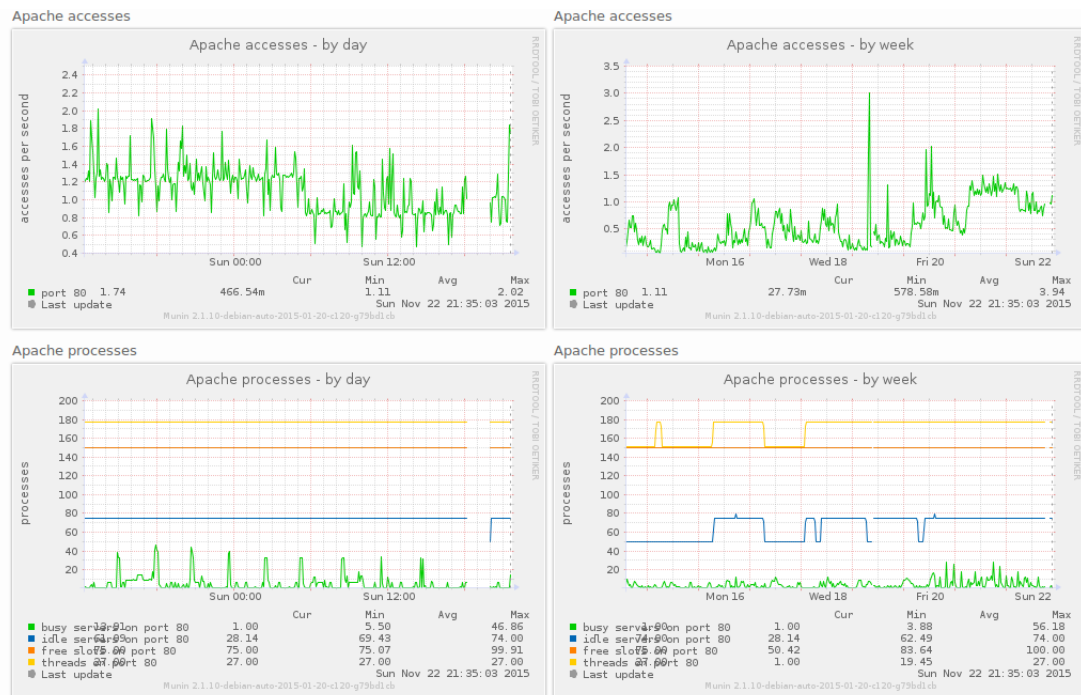 Apache accesses
Apache accesses - by day
RRDTOOL / TOBI OETIKER
accesses per second
2.4
2.2
2.0
1.8
1.6
1.4
1.2
1.0
0.8
0.6
0.4
Sun 00:00 Sun 12:00
Cur Min Avg Max
port 80 1.74 466.54m 1.11 2.02
Last update Sun Nov 22 21:35:03 2015
Munin 2.1.10-debian-auto-2015-01-20-c120-g79bd1cb
Apache accesses
Apache accesses - by week
RRDTOOL / TOBI OETIKER
accesses per second
3.5
3.0
2.5
2.0
1.5
1.0
0.5
Mon 16 Wed 18 Fri 20 Sun 22
Cur Min Avg Max
port 80 1.11 27.73m 578.58m 3.94
Last update Sun Nov 22 21:35:03 2015
Munin 2.1.10-debian-auto-2015-01-20-c120-g79bd1cb
Apache processes
Apache processes - by day
RRDTOOL / TOBI OETIKER
processes
200
180
160
140
120
100
80
60
40
20
Sun 00:00 Sun 12:00
Cur Min Avg Max
busy servers on port 80 1.00 5.50 46.86
idle servers on port 80 28.14 69.43 74.00
free slots on port 80 75.00 75.07 99.91
threads on port 80 27.00 27.00 27.00
Last update Sun Nov 22 21:35:03 2015
Munin 2.1.10-debian-auto-2015-01-20-c120-g79bd1cb
Apache processes
Apache processes - by week
RRDTOOL / TOBI OETIKER
processes
200
180
160
140
120
100
80
60
40
20
Mon 16 Wed 18 Fri 20 Sun 22
Cur Min Avg Max
busy servers on port 80 1.00 3.88 56.18
idle servers on port 80 28.14 62.49 74.00
free slots on port 80 50.42 83.64 100.00
threads on port 80 1.00 19.45 27.00
Last update Sun Nov 22 21:35:03 2015
Munin 2.1.10-debian-auto-2015-01-20-c120-g79bd1cb